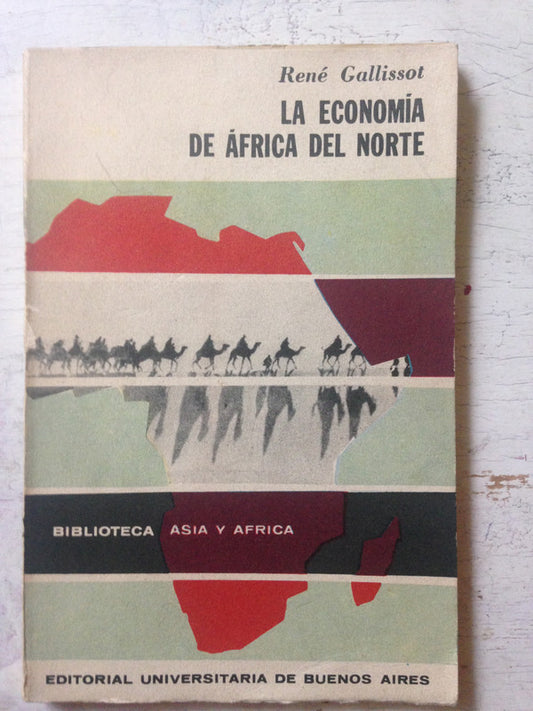 René Gallissot
LA ECONOMÍA
DE ÁFRICA DEL NORTE
BIBLIOTECA ASIA Y AFRICA
EDITORIAL UNIVERSITARIA DE BUENOS AIRES